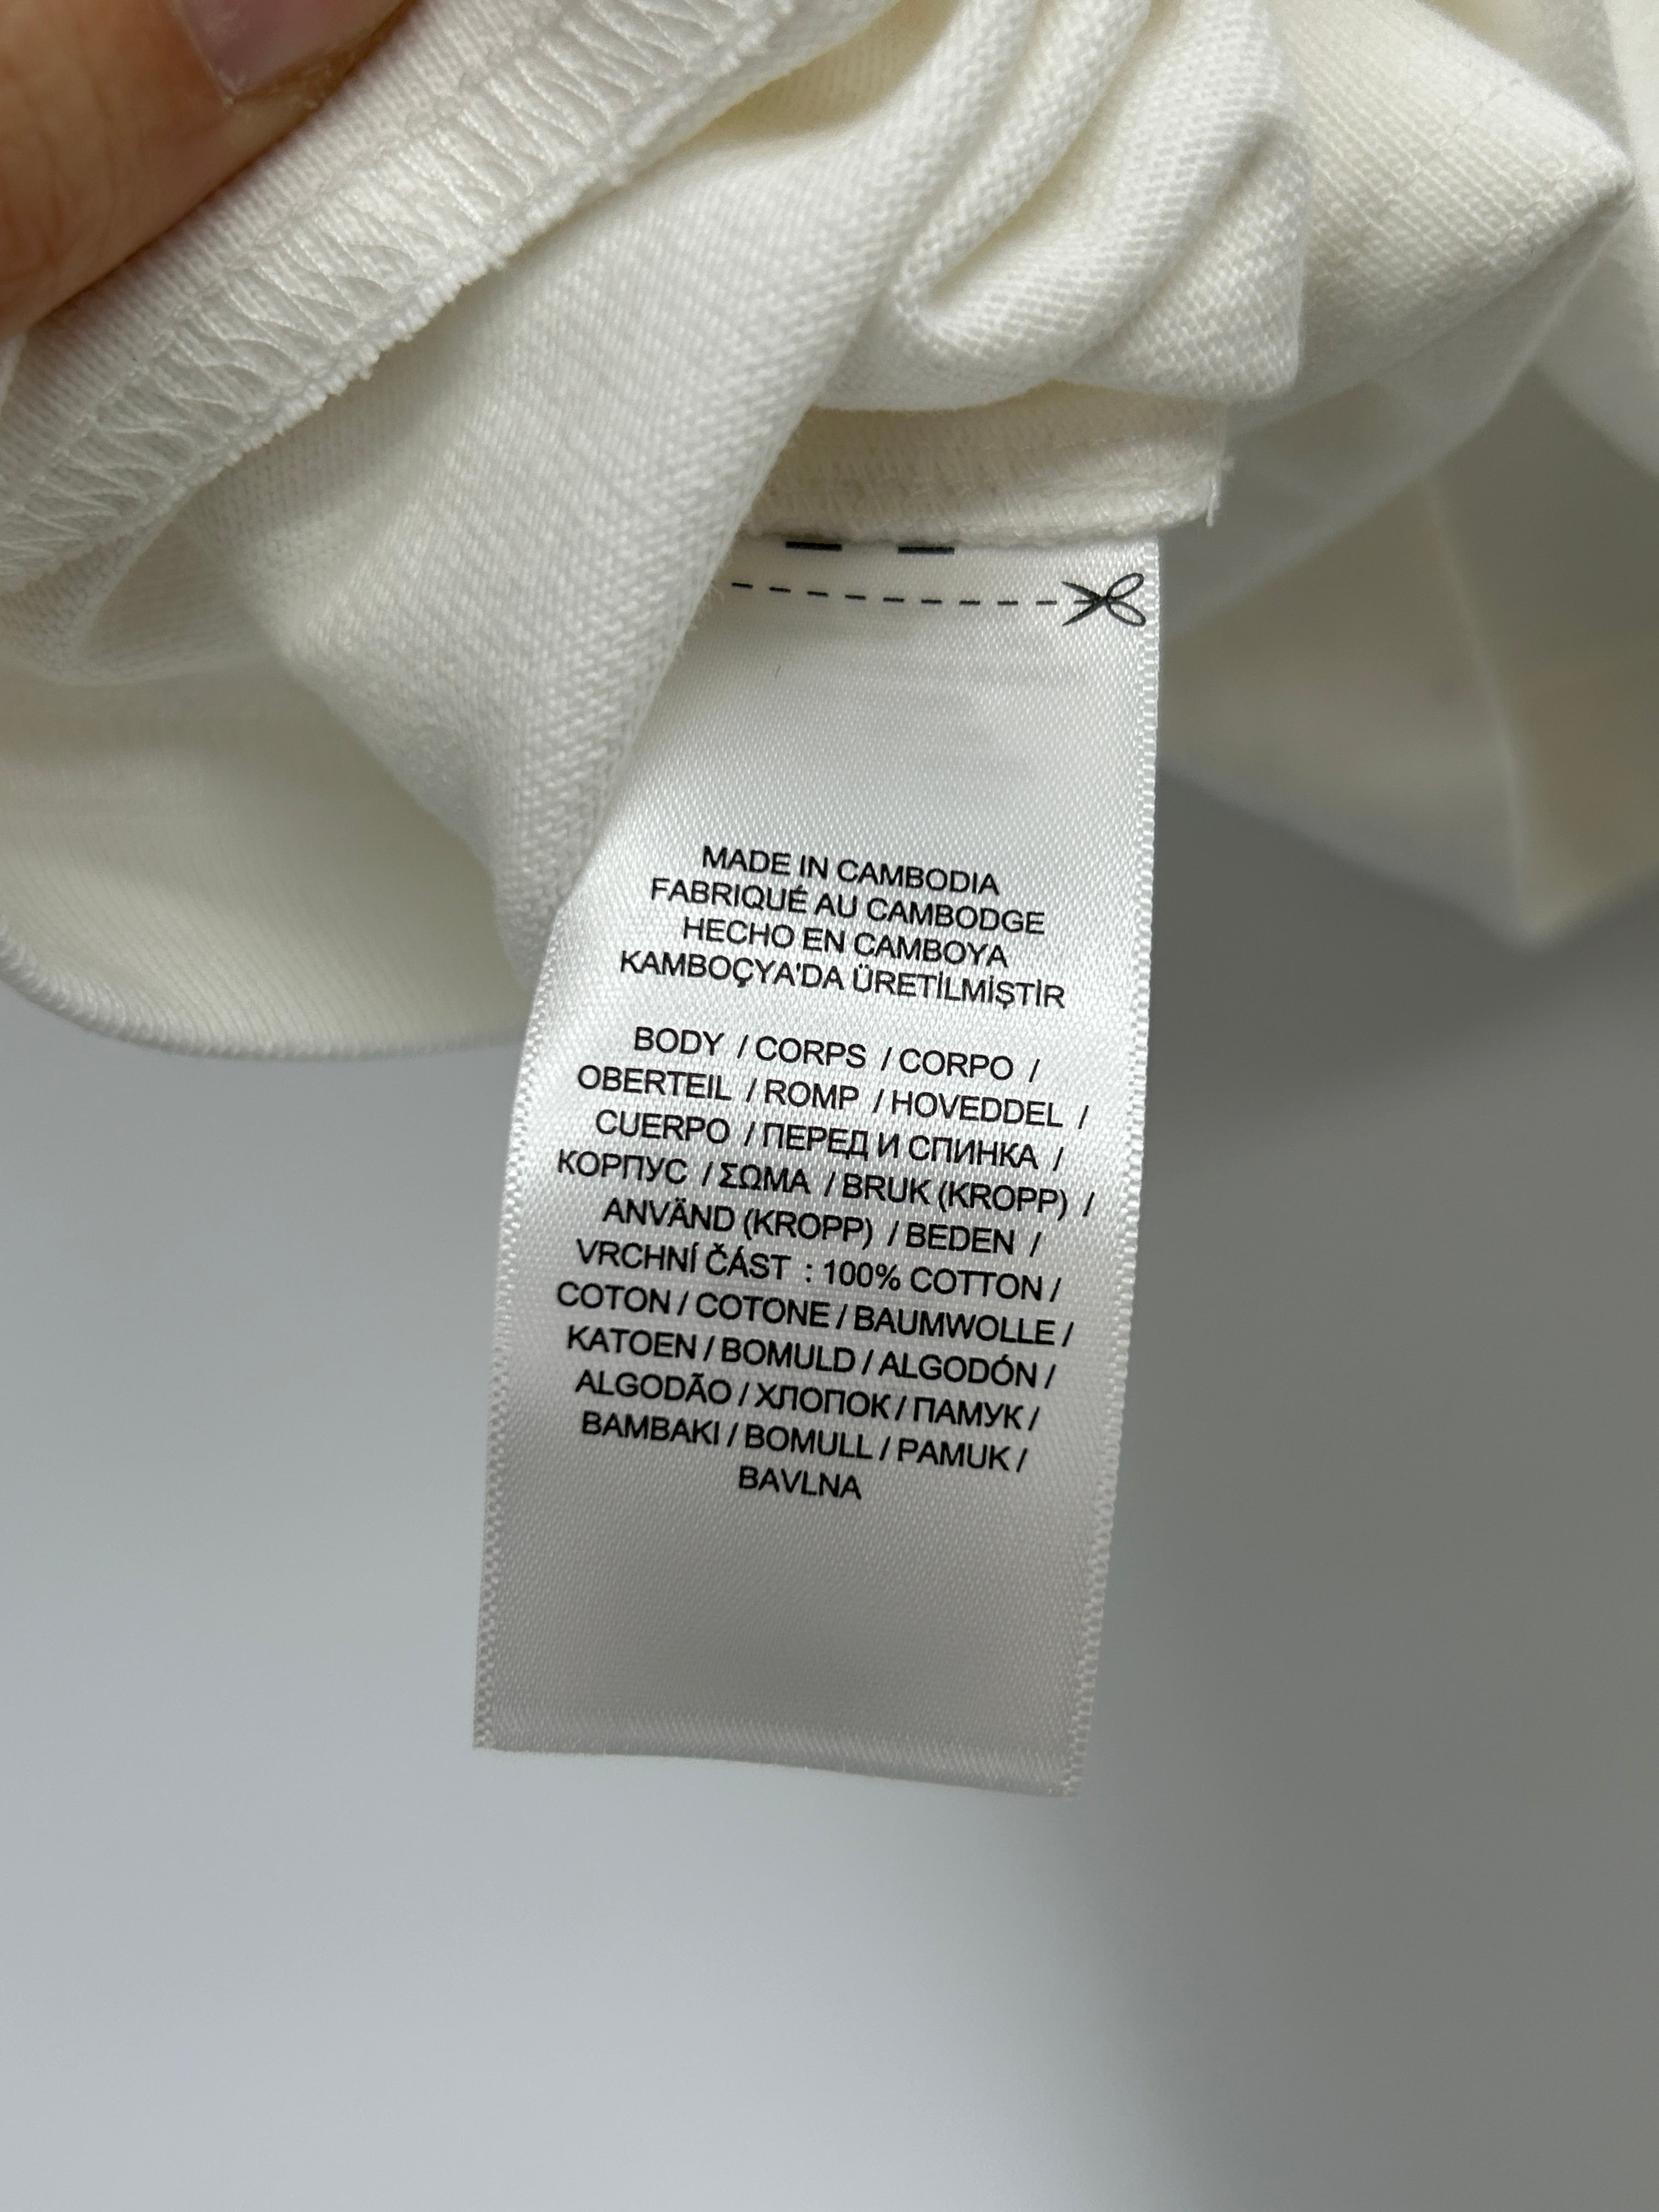 MADE IN CAMBODIA
FABRIQUÉ AU CAMBODGE
HECHO EN CAMBOYA
KAMBOÇYA'DA ÜRETİLMİŞTİR
BODY / CORPS / CORPO /
OBERTEIL / ROMP / HOVEDDEL /
CUERPO / ПЕРЕД И СПИНКА /
КОРПУС / ΣΩΜΑ / BRUK (KROPP) /
ANVÄND (KROPP) / BEDEN /
VRCHNÍ ČÁST : 100% COTTON /
COTON / COTONE / BAUMWOLLE /
KATOEN / BOMULD / ALGODÓN /
ALGODÃO / ХЛОПОК / ПАМУК /
BAMBAKI / BOMULL / PAMUK /
BAVLNA